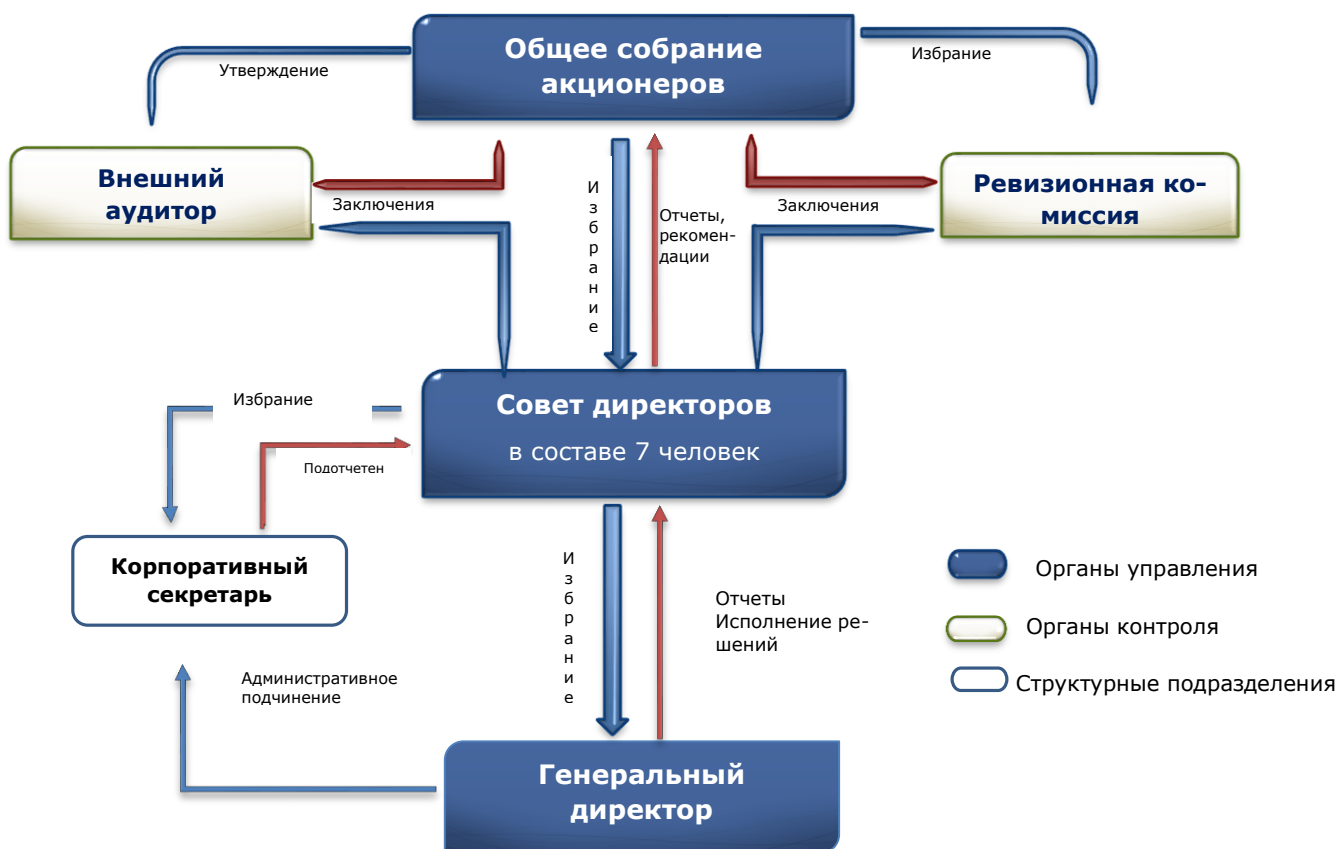 Общее собрание
акционеров
Утверждение
Избрание
Внешний
аудитор
Заключения
Избрание
Отчеты,
рекомен-
дации
Заключения
Ревизионная ко-
миссия
Совет директоров
в составе 7 человек
Избрание
Подотчетен
Корпоративный
секретарь
Избрание
Отчеты
Исполнение ре-
шений
Административное
подчинение
Генеральный
директор
Органы управления
Органы контроля
Структурные подразделения